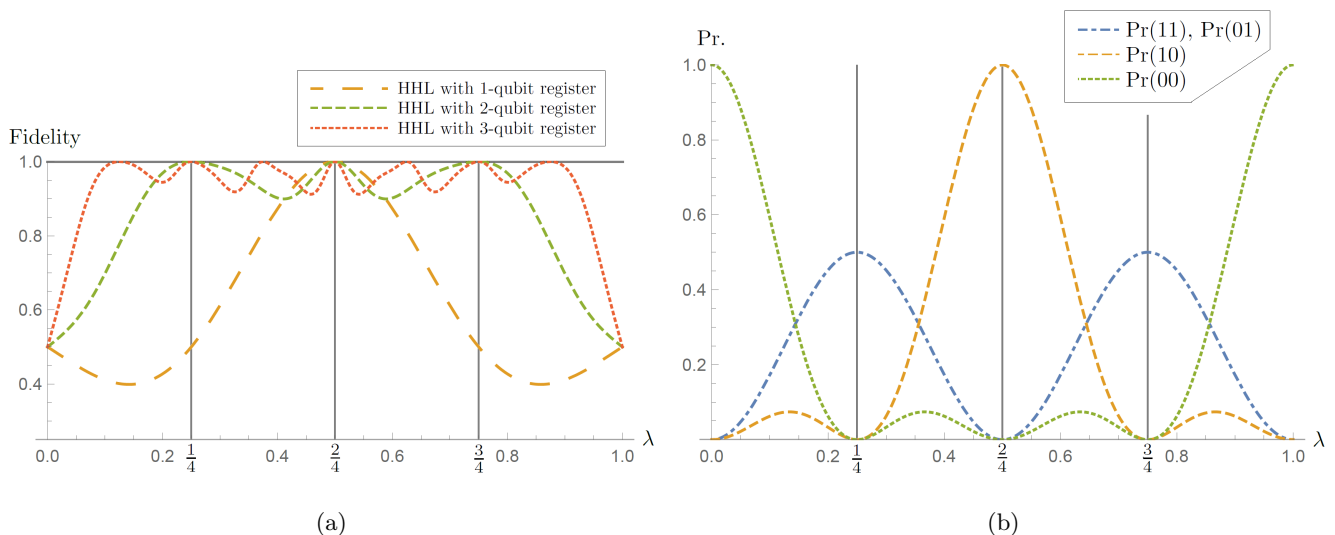 HHL with 1-qubit register
HHL with 2-qubit register
HHL with 3-qubit register
Fidelity
1.0
0.8
0.6
0.4
0.0 0.2 1/4 0.4 2/4 0.6 3/4 0.8 1.0 λ
(a)
Pr(11), Pr(01)
Pr(10)
Pr(00)
Pr.
1.0
0.8
0.6
0.4
0.2
0.0 0.2 1/4 0.4 2/4 0.6 3/4 0.8 1.0 λ
(b)